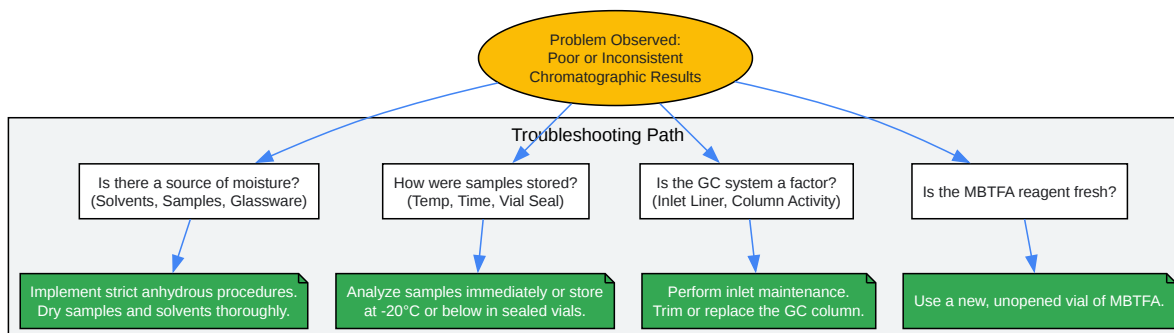 Problem Observed:
Poor or Inconsistent
Chromatographic Results
Troubleshooting Path
Is there a source of moisture?
(Solvents, Samples, Glassware)
How were samples stored?
(Temp, Time, Vial Seal)
Is the GC system a factor?
(Inlet Liner, Column Activity)
Is the MBTFA reagent fresh?
Implement strict anhydrous procedures.
Dry samples and solvents thoroughly.
Analyze samples immediately or store
at -20°C or below in sealed vials.
Perform inlet maintenance.
Trim or replace the GC column.
Use a new, unopened vial of MBTFA.